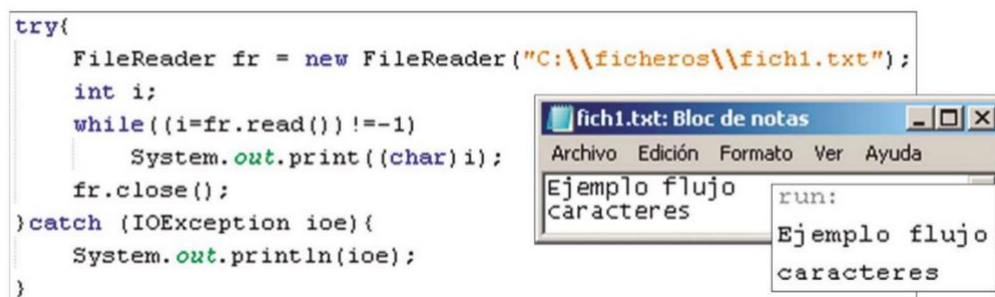 try{
FileReader fr = new FileReader("C:\\ficheros\\fich1.txt");
int i;
while((i=fr.read())!=-1)
System.out.print((char)i);
fr.close();
}catch (IOException ioe){
System.out.println(ioe);
}
fich1.txt: Bloc de notas
Archivo Edición Formato Ver Ayuda
Ejemplo flujo
caracteres
run:
Ejemplo flujo
caracteres